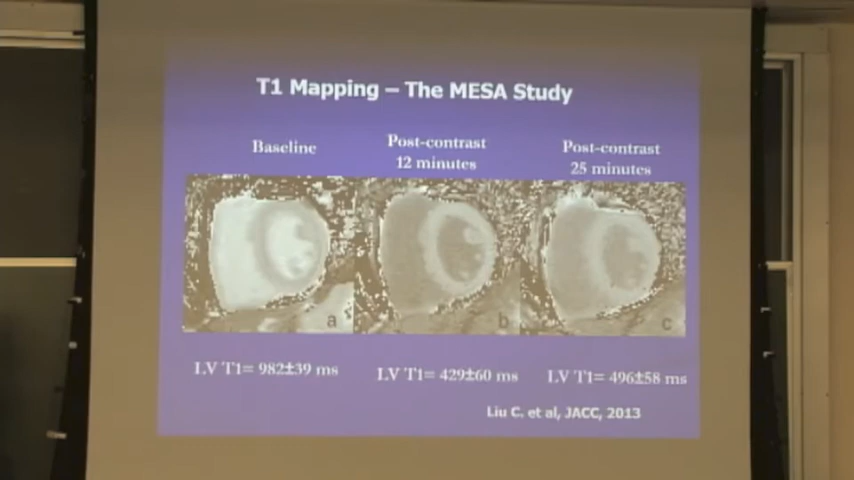 T1 Mapping – The MESA Study
Baseline
Post-contrast
12 minutes
Post-contrast
25 minutes
a
b
c
LV T1= 982±39 ms
LV T1= 429±60 ms
LV T1= 496±58 ms
Liu C. et al, JACC, 2013